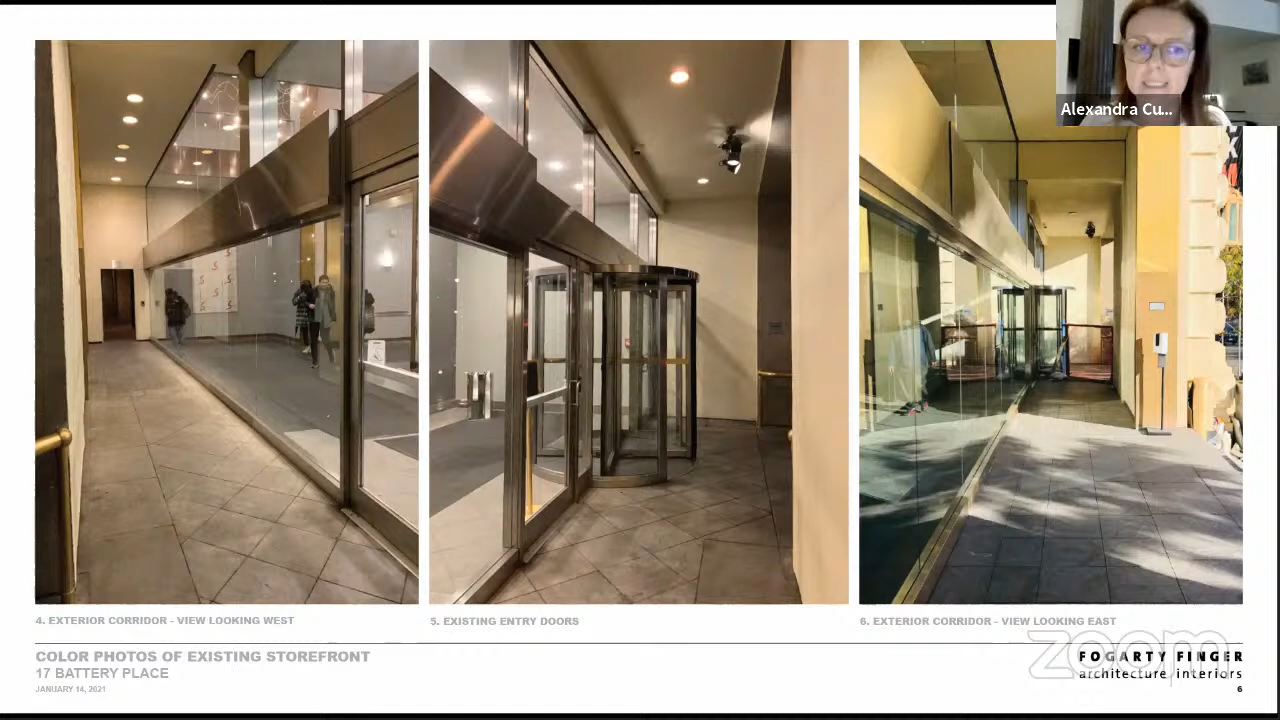 Alexandra Cu...
4. EXTERIOR CORRIDOR - VIEW LOOKING WEST
5. EXISTING ENTRY DOORS
6. EXTERIOR CORRIDOR - VIEW LOOKING EAST
COLOR PHOTOS OF EXISTING STOREFRONT
17 BATTERY PLACE
JANUARY 14, 2021
zoom
FOGARTY FINGER
architecture interiors
6